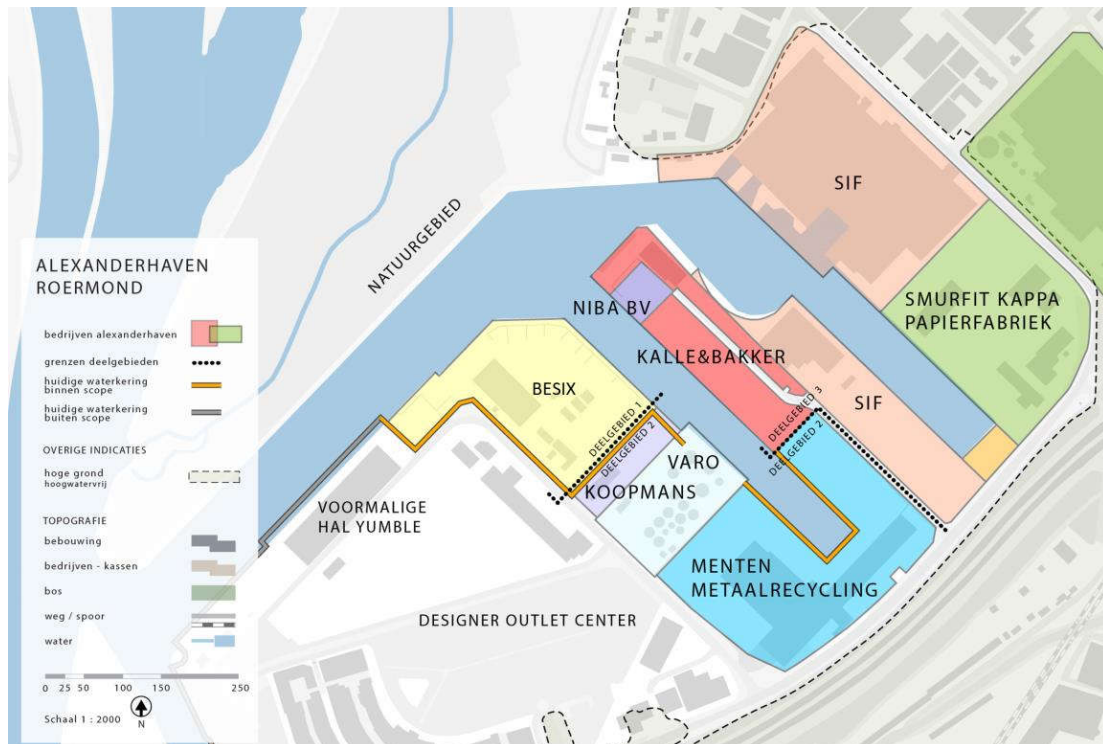 ALEXANDERHAVEN
ROERMOND
bedrijven alexanderhaven
grenzen deelgebieden
huidige waterkering
binnen scope
huidige waterkering
buiten scope
OVERIGE INDICATIES
hoge grond
hoogwatervrij
TOPOGRAFIE
bebouwing
bedrijven - kassen
bos
weg / spoor
water
0 25 50 100 150 250
Schaal 1 : 2000
N
NATUURGEBIED
SIF
SMURFIT KAPPA
PAPIERFABRIEK
NIBA BV
KALLE&BAKKER
SIF
BESIX
DEELGEBIED 1
DEELGEBIED 2
DEELGEBIED 3
DEELGEBIED 2
VARO
KOOPMANS
VOORMALIGE
HAL YUMBLE
MENTEN
METAALRECYCLING
DESIGNER OUTLET CENTER